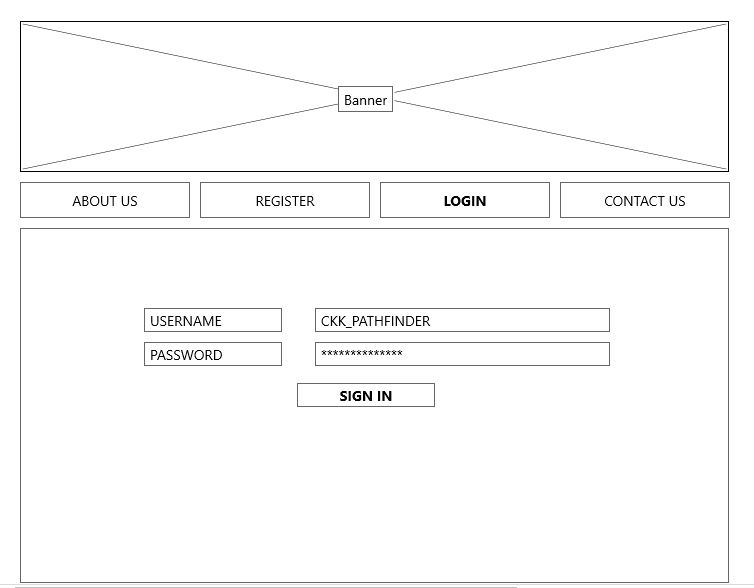 Banner
ABOUT US REGISTER LOGIN CONTACT US
USERNAME CKK_PATHFINDER
PASSWORD **************
SIGN IN